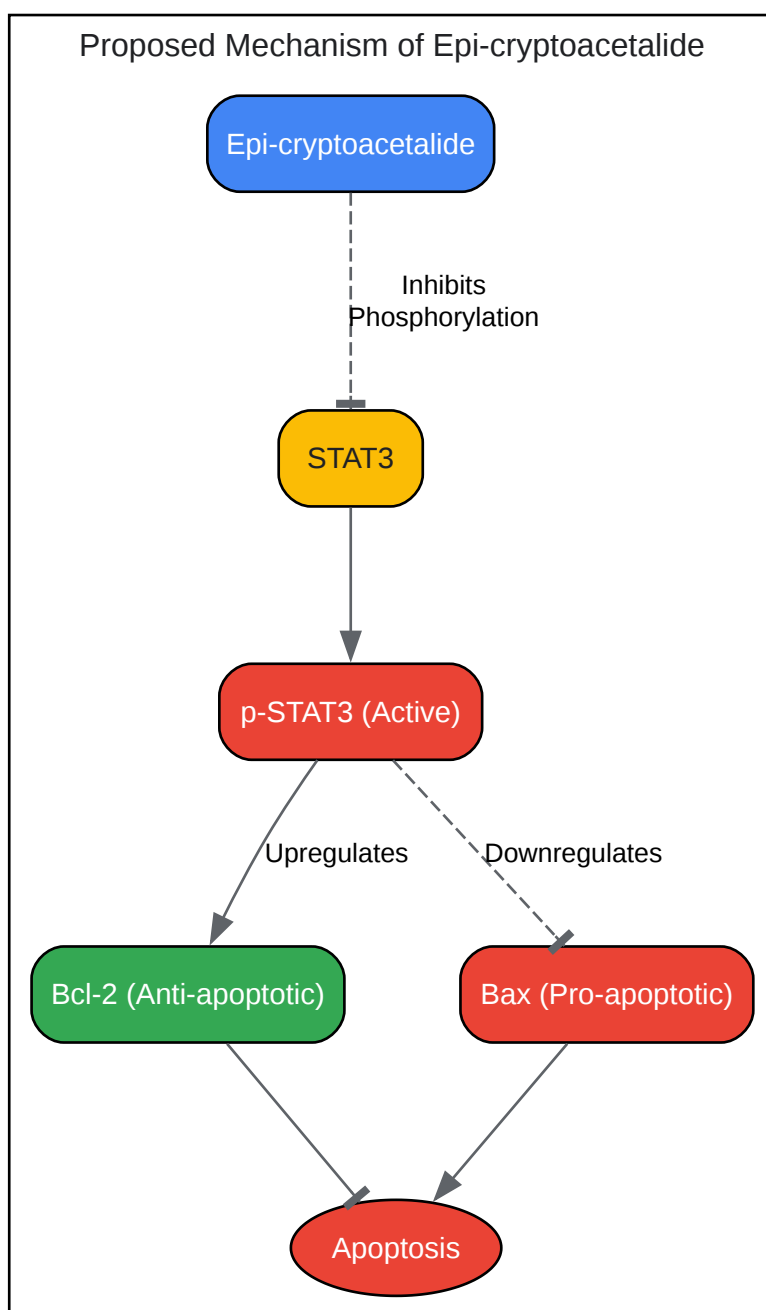 Proposed Mechanism of Epi-cryptoacetalide
Epi-cryptoacetalide
Inhibits
Phosphorylation
STAT3
p-STAT3 (Active)
Upregulates
Downregulates
Bcl-2 (Anti-apoptotic)
Bax (Pro-apoptotic)
Apoptosis